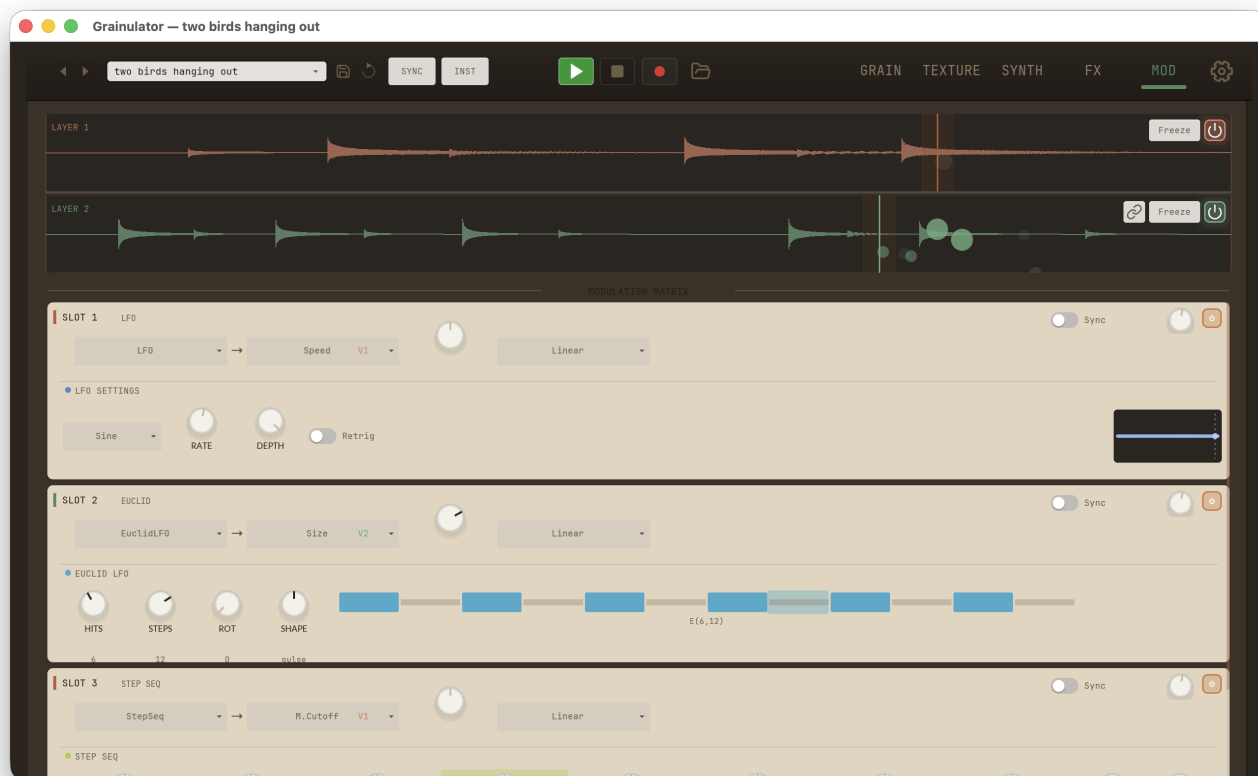 Grainulator — two birds hanging out
two birds hanging out SYNC INST GRAIN TEXTURE SYNTH FX MOD
LAYER 1 Freeze
LAYER 2 Freeze
MODULATION MATRIX
SLOT 1 LFO Sync
LFO → Speed V1 Linear
LFO SETTINGS
Sine Retrig
RATE DEPTH
SLOT 2 EUCLID Sync
EuclidLFO → Size V2 Linear
EUCLID LFO
E(6,12)
HITS STEPS ROT SHAPE
6 12 0 pulse
SLOT 3 STEP SEQ Sync
StepSeq → M.Cutoff V1 Linear
STEP SEQ